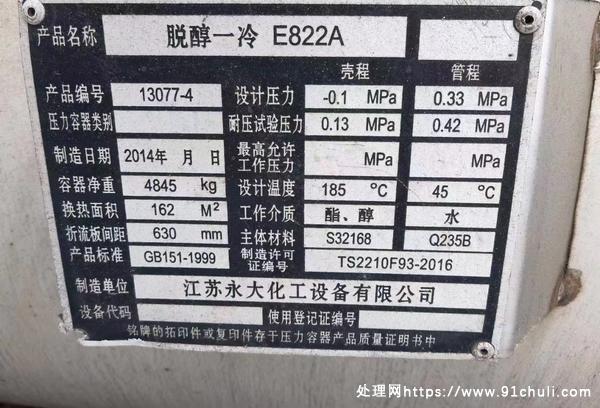 产品名称 脱醇一冷 E822A
壳程 管程
产品编号 13077-4 设计压力 -0.1 MPa 0.33 MPa
压力容器类别 耐压试验压力 0.13 MPa 0.42 MPa
制造日期 2014年 月 日 最高允许工作压力 MPa MPa
容器净重 4845 kg 设计温度 185 ℃ 45 ℃
换热面积 162 M² 工作介质 酯、醇 水
折流板间距 630 mm 主体材料 S32168 Q235B
产品标准 GB151-1999 制造许可证编号 TS2210F93-2016
制造单位 江苏永大化工设备有限公司
设备代码 使用登记证编号
铭牌的拓印件或复印件存于压力容器产品质量证明书中
处理网https://www.91chuli.com/